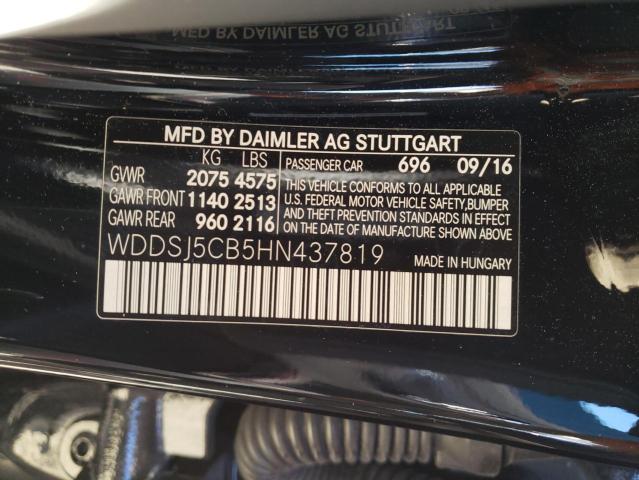 MFD BY DAIMLER AG STUTTGART
KG LBS
GVWR 2075 4575
GAWR FRONT 1140 2513
GAWR REAR 960 2116
PASSENGER CAR 696 09/16
THIS VEHICLE CONFORMS TO ALL APPLICABLE
U.S. FEDERAL MOTOR VEHICLE SAFETY, BUMPER,
AND THEFT PREVENTION STANDARDS IN EFFECT
ON THE DATE OF MANUFACTURE SHOWN ABOVE
WDDSJ5CB5HN437819 MADE IN HUNGARY